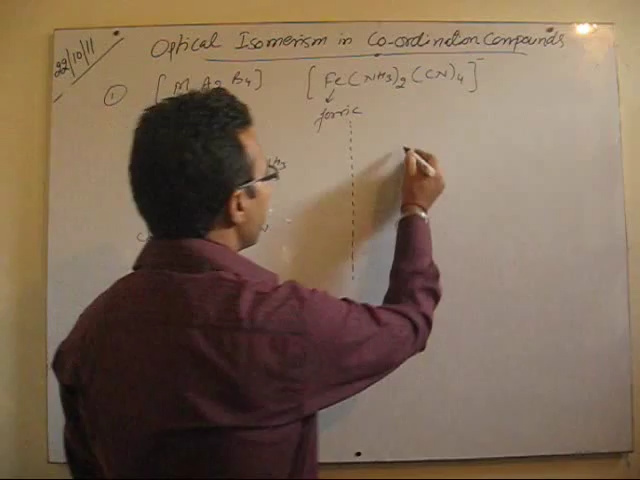 22/10/11
Optical Isomerism in Co-ordination Compounds
① [M A2 B4] [Fe(NH3)2(CN)4]⁻
ferric